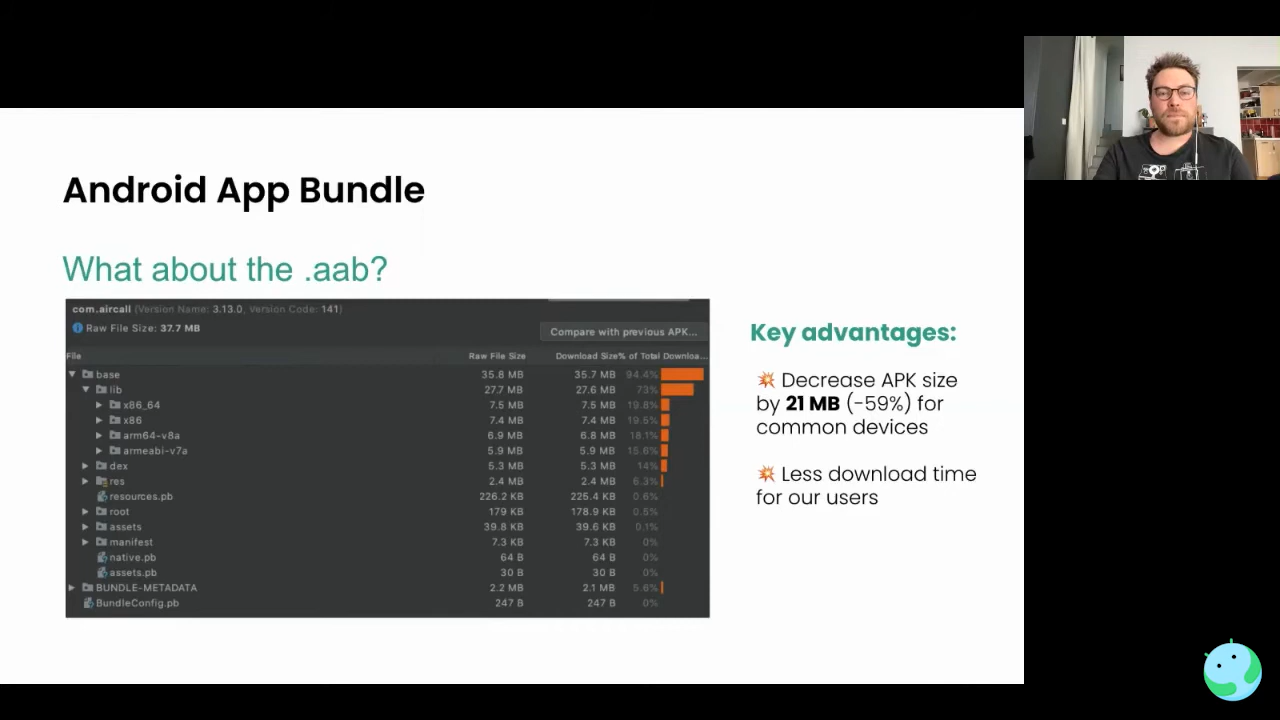 Android App Bundle
What about the .aab?
com.aircall (Version Name: 3.13.0, Version Code: 141)
Raw File Size: 37.7 MB
Compare with previous APK...
File Raw File Size Download Size % of Total Downloa...
base 35.8 MB 35.7 MB 94.4%
lib 27.7 MB 27.6 MB 73%
x86_64 7.5 MB 7.5 MB 19.8%
x86 7.4 MB 7.4 MB 19.5%
arm64-v8a 6.9 MB 6.8 MB 18.1%
armeabi-v7a 5.9 MB 5.9 MB 15.6%
dex 5.3 MB 5.3 MB 14%
res 2.4 MB 2.4 MB 6.3%
resources.pb 226.2 KB 225.4 KB 0.6%
root 179 KB 178.9 KB 0.5%
assets 39.8 KB 39.6 KB 0.1%
manifest 7.3 KB 7.3 KB 0%
native.pb 64 B 64 B 0%
assets.pb 30 B 30 B 0%
BUNDLE-METADATA 2.2 MB 2.1 MB 5.6%
BundleConfig.pb 247 B 247 B 0%
Key advantages:
💥 Decrease APK size
by 21 MB (-59%) for
common devices
💥 Less download time
for our users